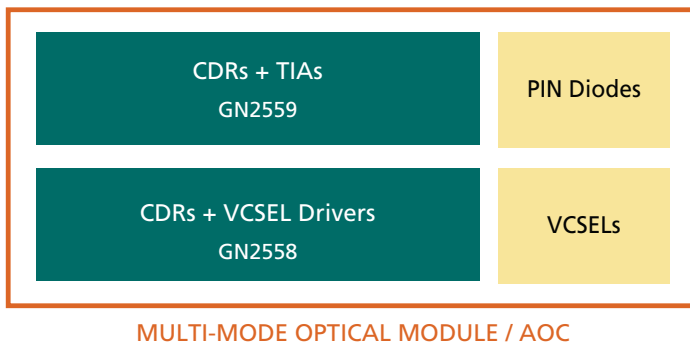 CDRs + TIAs
GN2559
PIN Diodes
CDRs + VCSEL Drivers
GN2558
VCSELs
MULTI-MODE OPTICAL MODULE / AOC